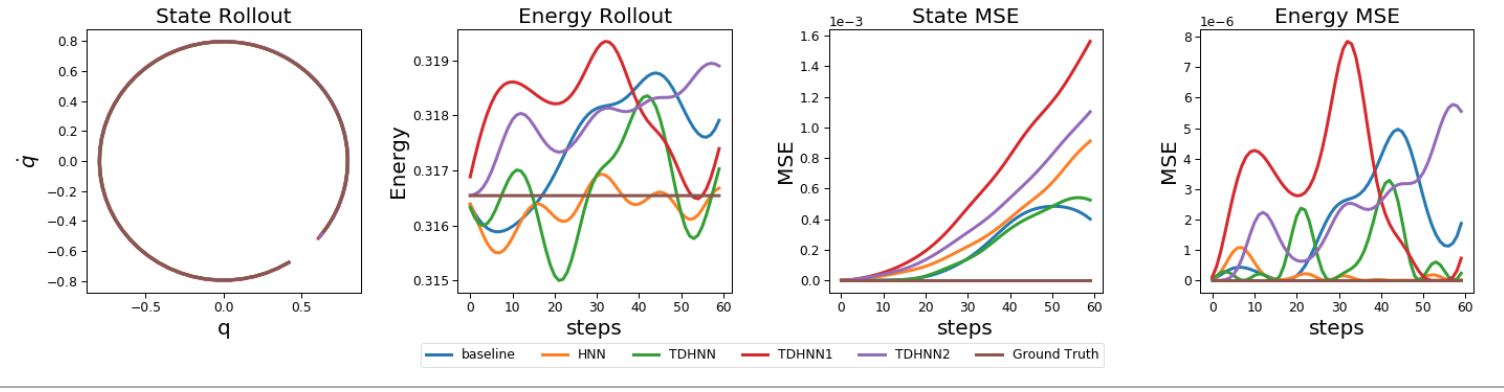 State Rollout
0.8
0.6
0.4
0.2
0.0
−0.2
−0.4
−0.6
−0.8
q̇
−0.5 0.0 0.5
q
Energy Rollout
0.319
0.318
0.317
0.316
0.315
Energy
0 10 20 30 40 50 60
steps
State MSE
1e−3
1.6
1.4
1.2
1.0
0.8
0.6
0.4
0.2
0.0
MSE
0 10 20 30 40 50 60
steps
Energy MSE
1e−6
8
7
6
5
4
3
2
1
0
MSE
0 10 20 30 40 50 60
steps
baseline HNN TDHNN TDHNN1 TDHNN2 Ground Truth